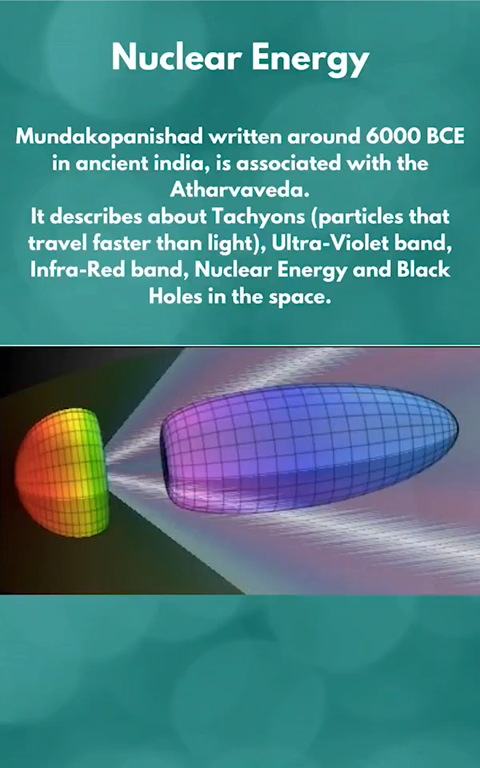 Nuclear Energy
Mundakopanishad written around 6000 BCE
in ancient india, is associated with the
Atharvaveda.
It describes about Tachyons (particles that
travel faster than light), Ultra-Violet band,
Infra-Red band, Nuclear Energy and Black
Holes in the space.